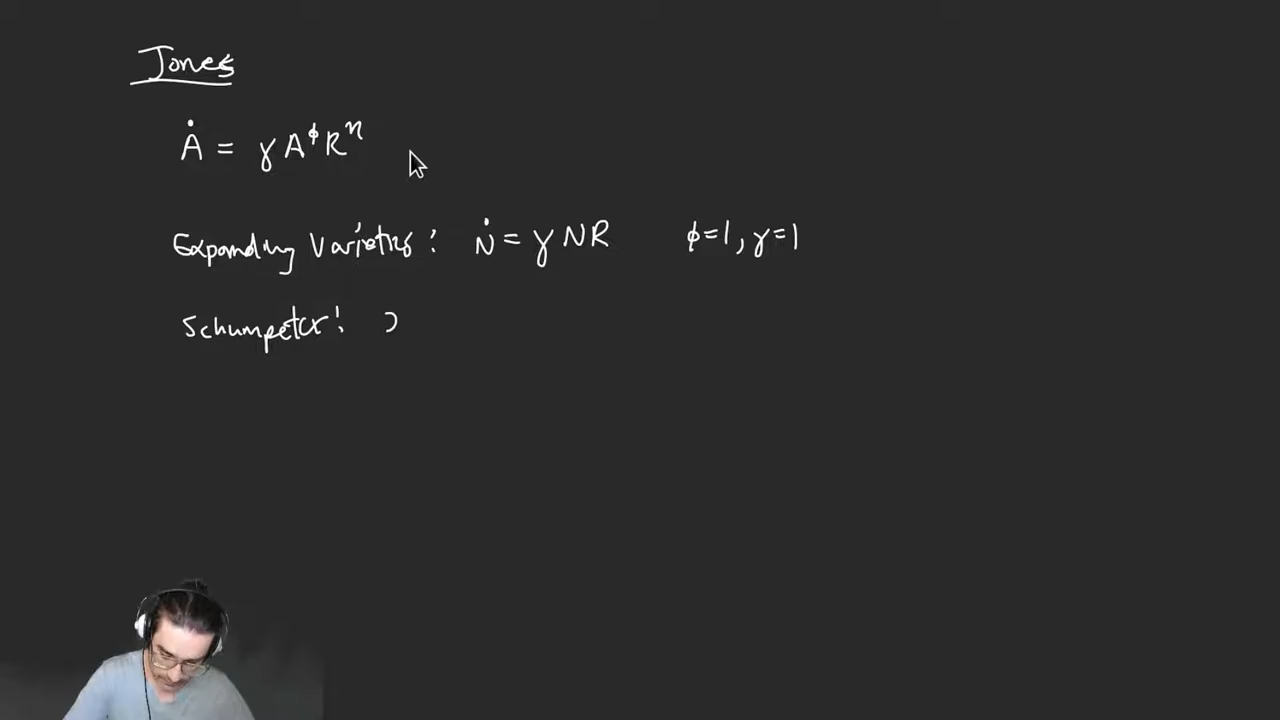 Jones
Ȧ = γ A^ϕ R^η
Expanding Varieties: Ṅ = γ N R ϕ=1, γ=1
Schumpeter: